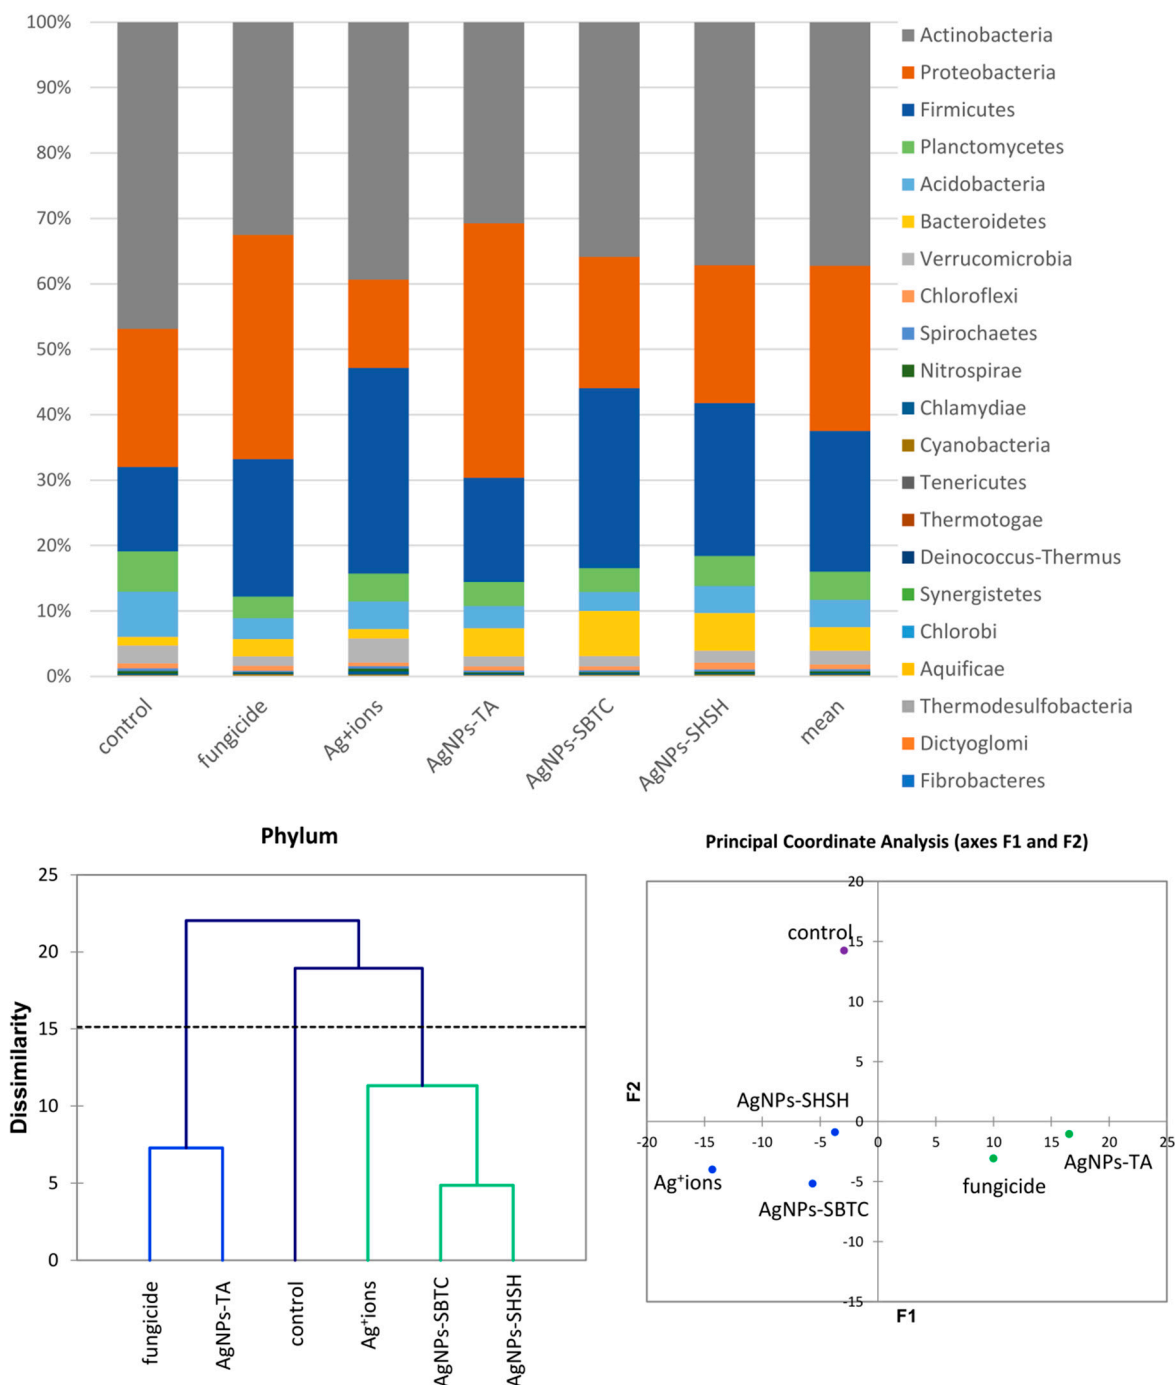 100%
90%
80%
70%
60%
50%
40%
30%
20%
10%
0%
control
fungicide
Ag+ions
AgNPs-TA
AgNPs-SBTC
AgNPs-SHSH
mean
Actinobacteria
Proteobacteria
Firmicutes
Planctomycetes
Acidobacteria
Bacteroidetes
Verrucomicrobia
Chloroflexi
Spirochaetes
Nitrospirae
Chlamydiae
Cyanobacteria
Tenericutes
Thermotogae
Deinococcus-Thermus
Synergistetes
Chlorobi
Aquificae
Thermodesulfobacteria
Dictyoglomi
Fibrobacteres
Phylum
Dissimilarity
25
20
15
10
5
0
fungicide
AgNPs-TA
control
Ag⁺ions
AgNPs-SBTC
AgNPs-SHSH
Principal Coordinate Analysis (axes F1 and F2)
F2
20
15
10
5
0
-5
-10
-15
-20
-15
-10
-5
5
10
15
20
25
control
AgNPs-SHSH
Ag⁺ions
AgNPs-SBTC
fungicide
AgNPs-TA
F1